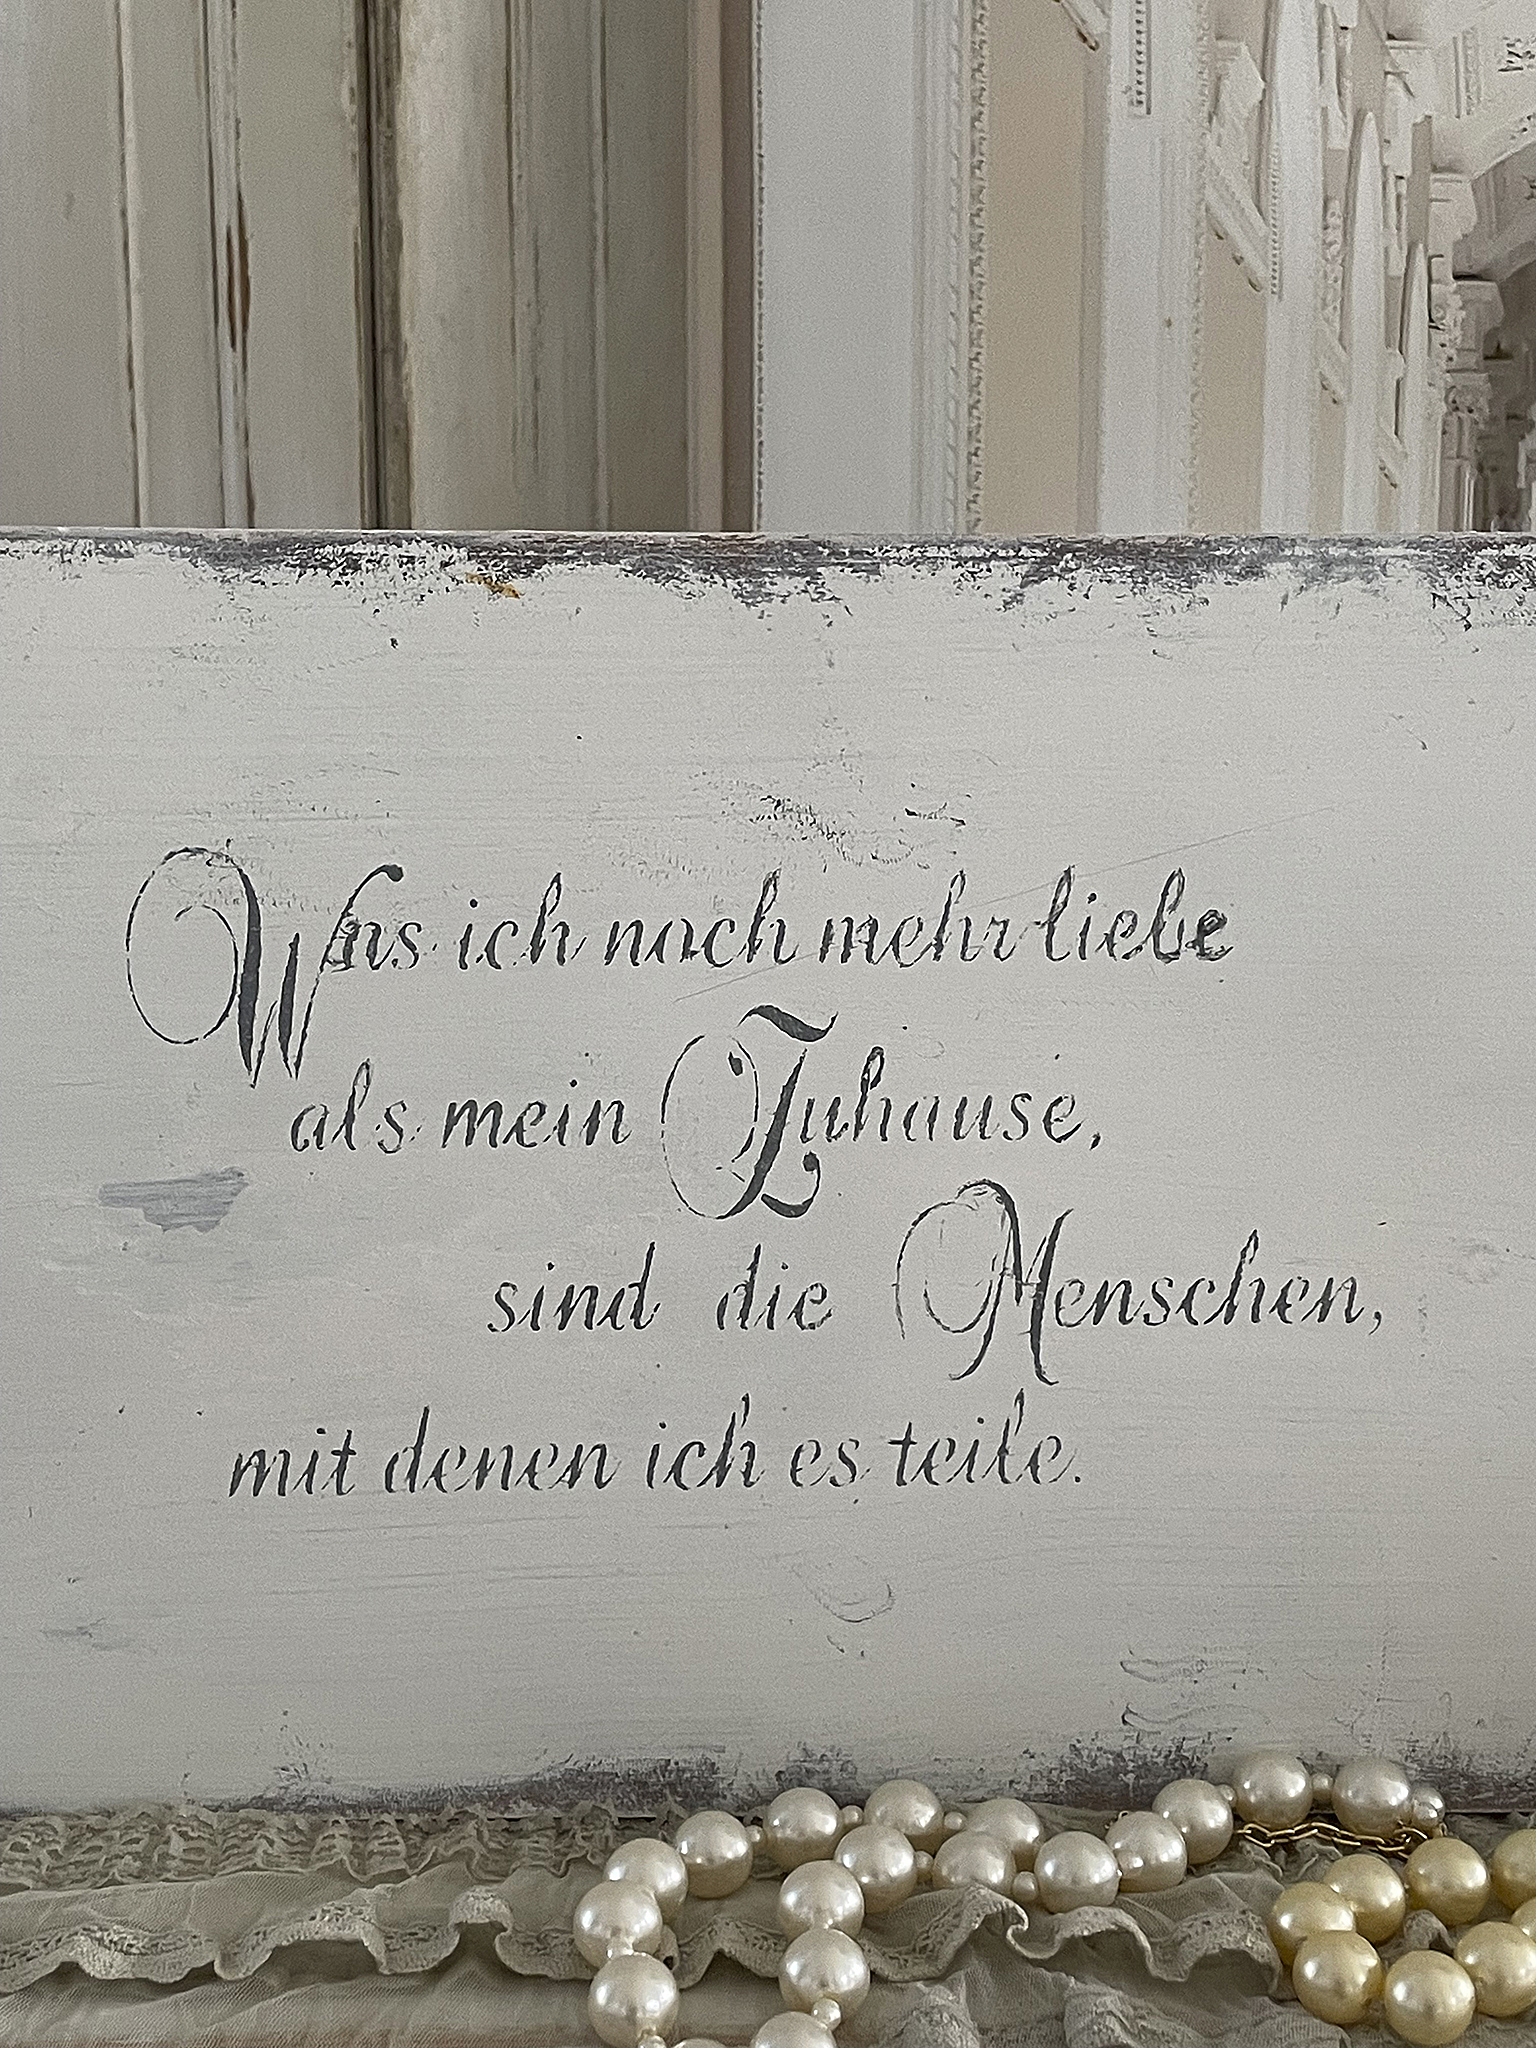 Was ich noch mehr liebe
als mein Zuhause,
sind die Menschen,
mit denen ich es teile.